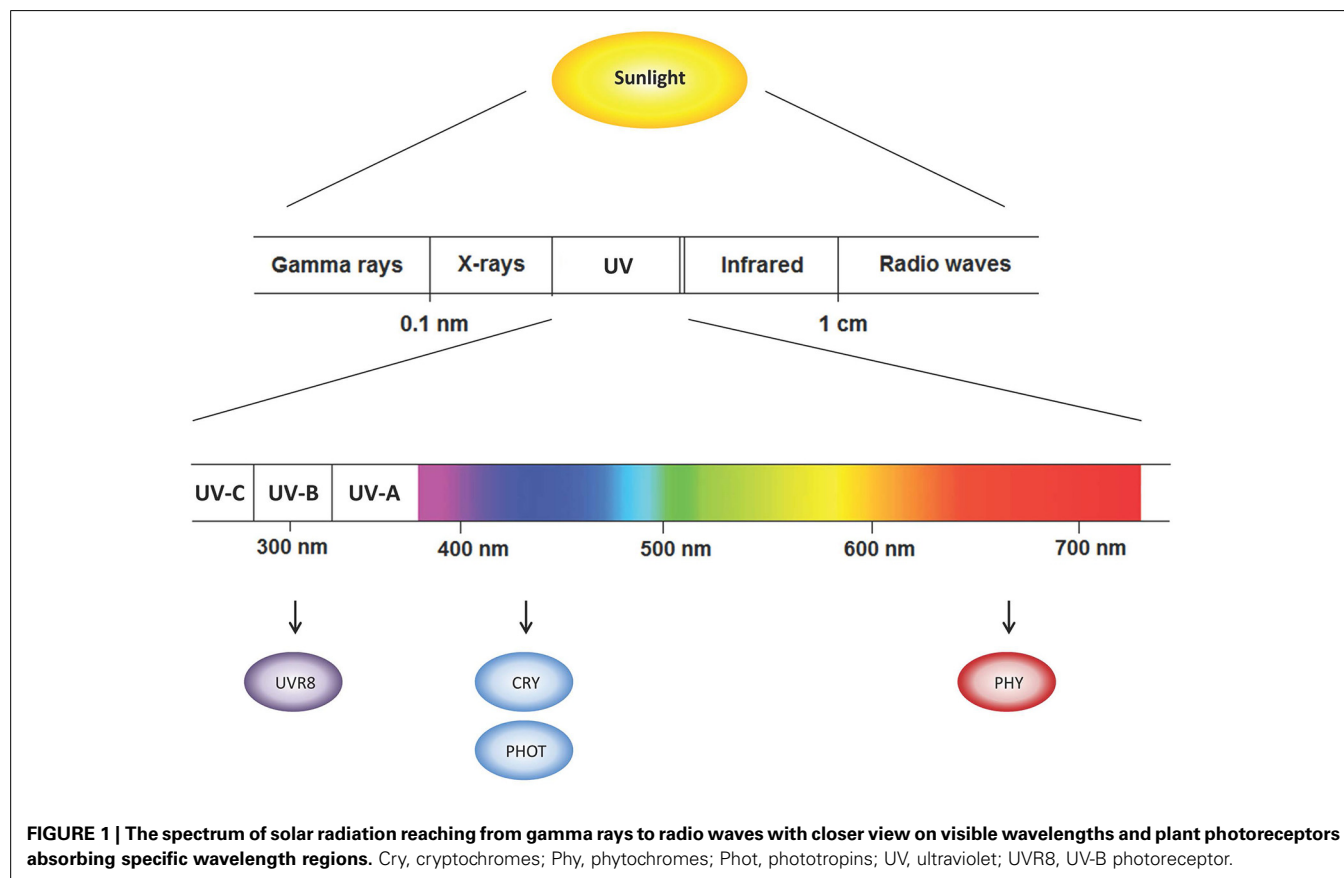 Sunlight
Gamma rays X-rays UV Infrared Radio waves
0.1 nm 1 cm
UV-C UV-B UV-A
300 nm 400 nm 500 nm 600 nm 700 nm
UVR8 CRY PHY
PHOT
FIGURE 1 | The spectrum of solar radiation reaching from gamma rays to radio waves with closer view on visible wavelengths and plant photoreceptors
absorbing specific wavelength regions. Cry, cryptochromes; Phy, phytochromes; Phot, phototropins; UV, ultraviolet; UVR8, UV-B photoreceptor.